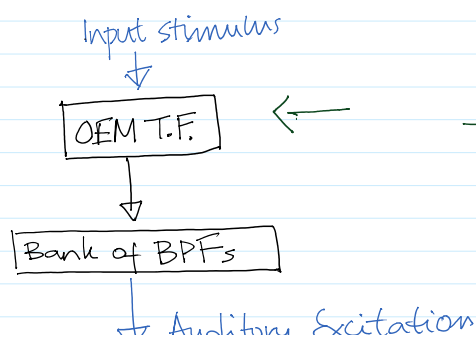 Input stimulus
OEM T.F.
Bank of BPFs
Auditory Excitation